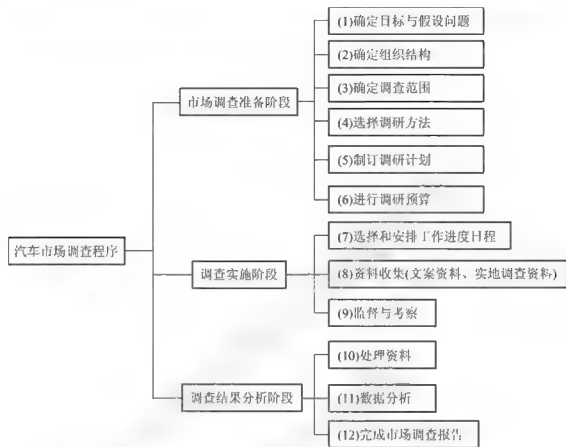 (1)确定目标与假设问题
(2)确定组织结构
市场调查准备阶段
(3)确定调查范围
(4)选择调研方法
(5)制订调研计划
(6)进行调研预算
汽车市场调查程序
(7)选择和安排工作进度日程
调查实施阶段
(8)资料收集(文案资料、实地调查资料)
(9)监督与考察
(10)处理资料
调查结果分析阶段
(11)数据分析
(12)完成市场调查报告